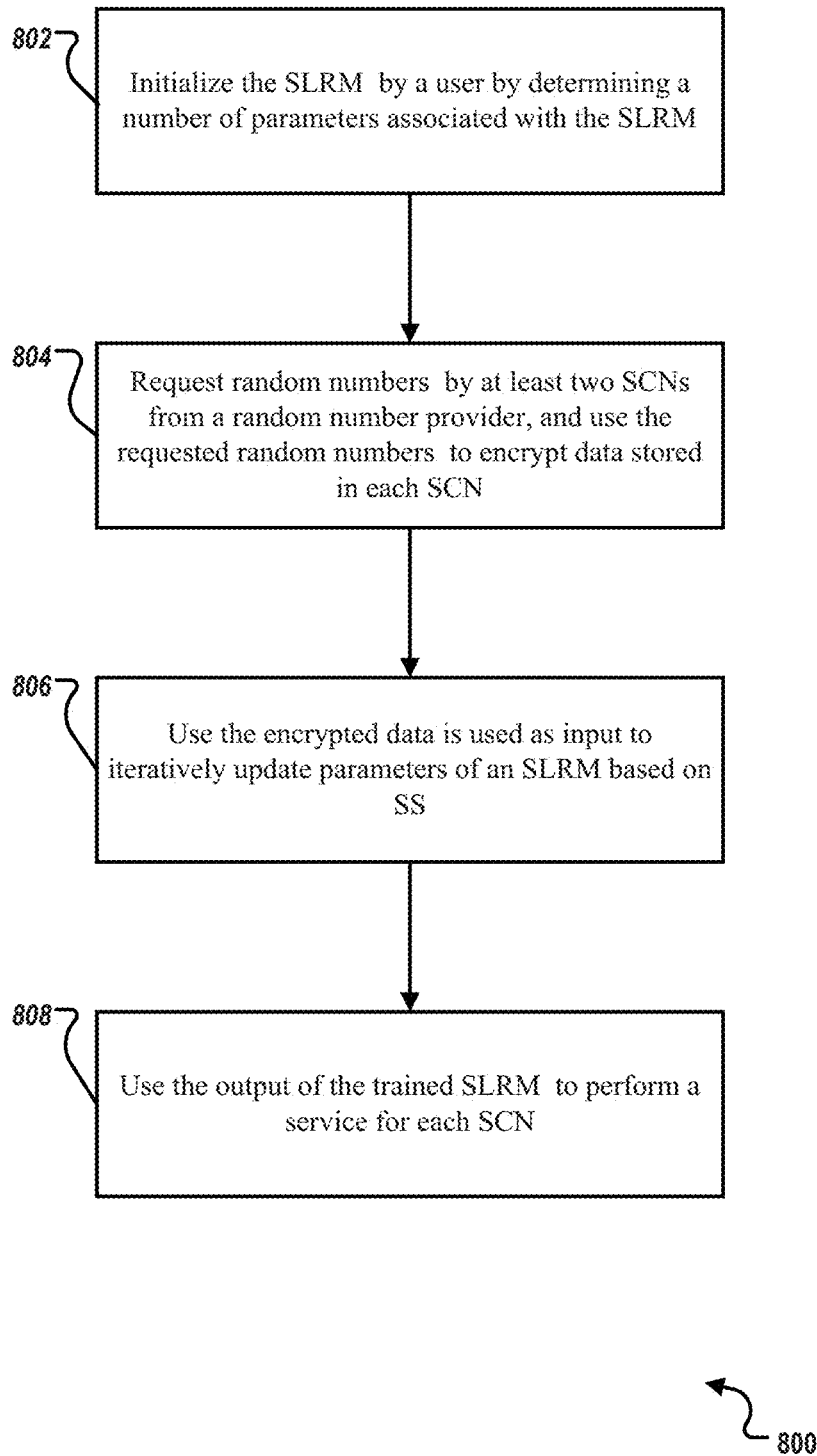 802
Initialize the SLRM by a user by determining a
number of parameters associated with the SLRM
804
Request random numbers by at least two SCNs
from a random number provider, and use the
requested random numbers to encrypt data stored
in each SCN
806
Use the encrypted data is used as input to
iteratively update parameters of an SLRM based on
SS
808
Use the output of the trained SLRM to perform a
service for each SCN
800